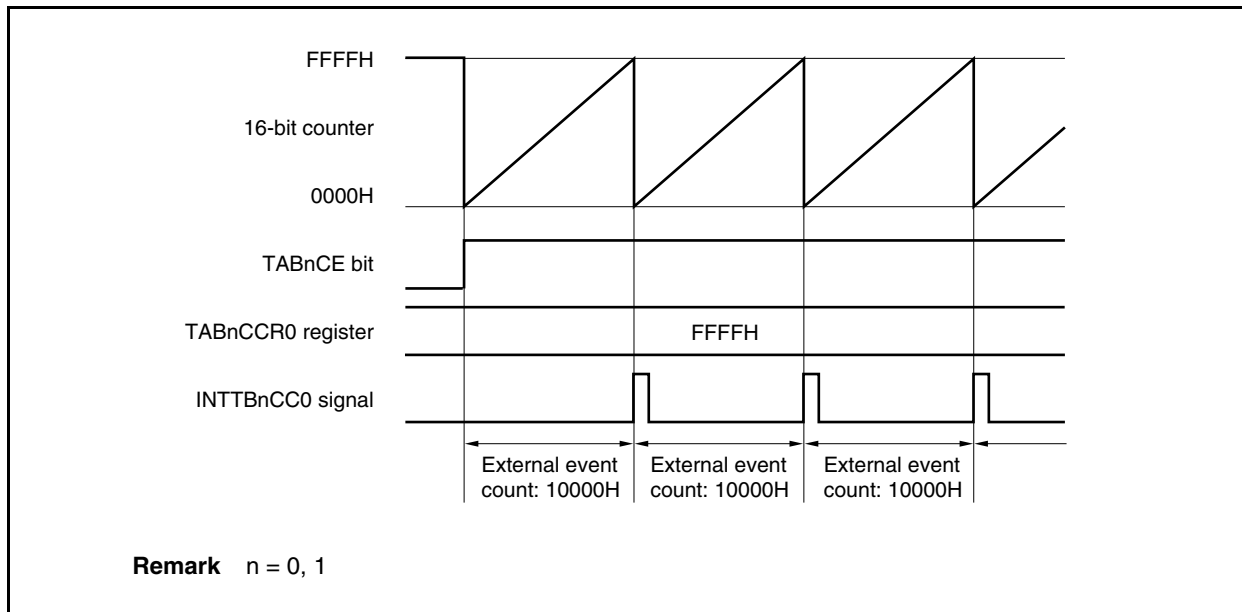 FFFFH
16-bit counter
0000H
TABnCE bit
TABnCCR0 register
FFFFH
INTTBnCC0 signal
External event
count: 10000H
External event
count: 10000H
External event
count: 10000H
Remark n = 0, 1